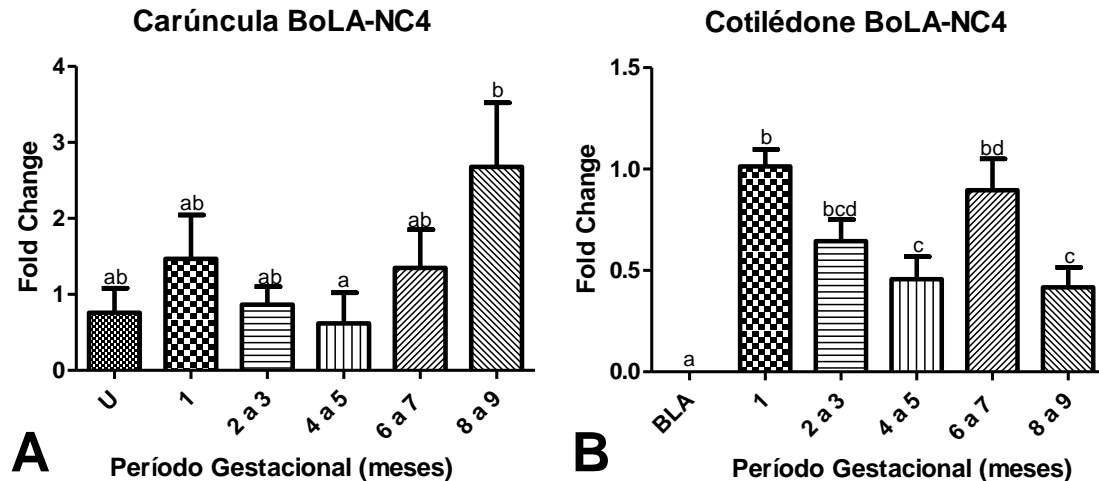 Carúncula BoLA-NC4
Fold Change
4
3
2
1
0
ab
ab
ab
a
ab
b
U
1
2 a 3
4 a 5
6 a 7
8 a 9
Período Gestacional (meses)
A
Cotilédone BoLA-NC4
Fold Change
1.5
1.0
0.5
0.0
a
b
bcd
c
bd
c
BLA
1
2 a 3
4 a 5
6 a 7
8 a 9
Período Gestacional (meses)
B